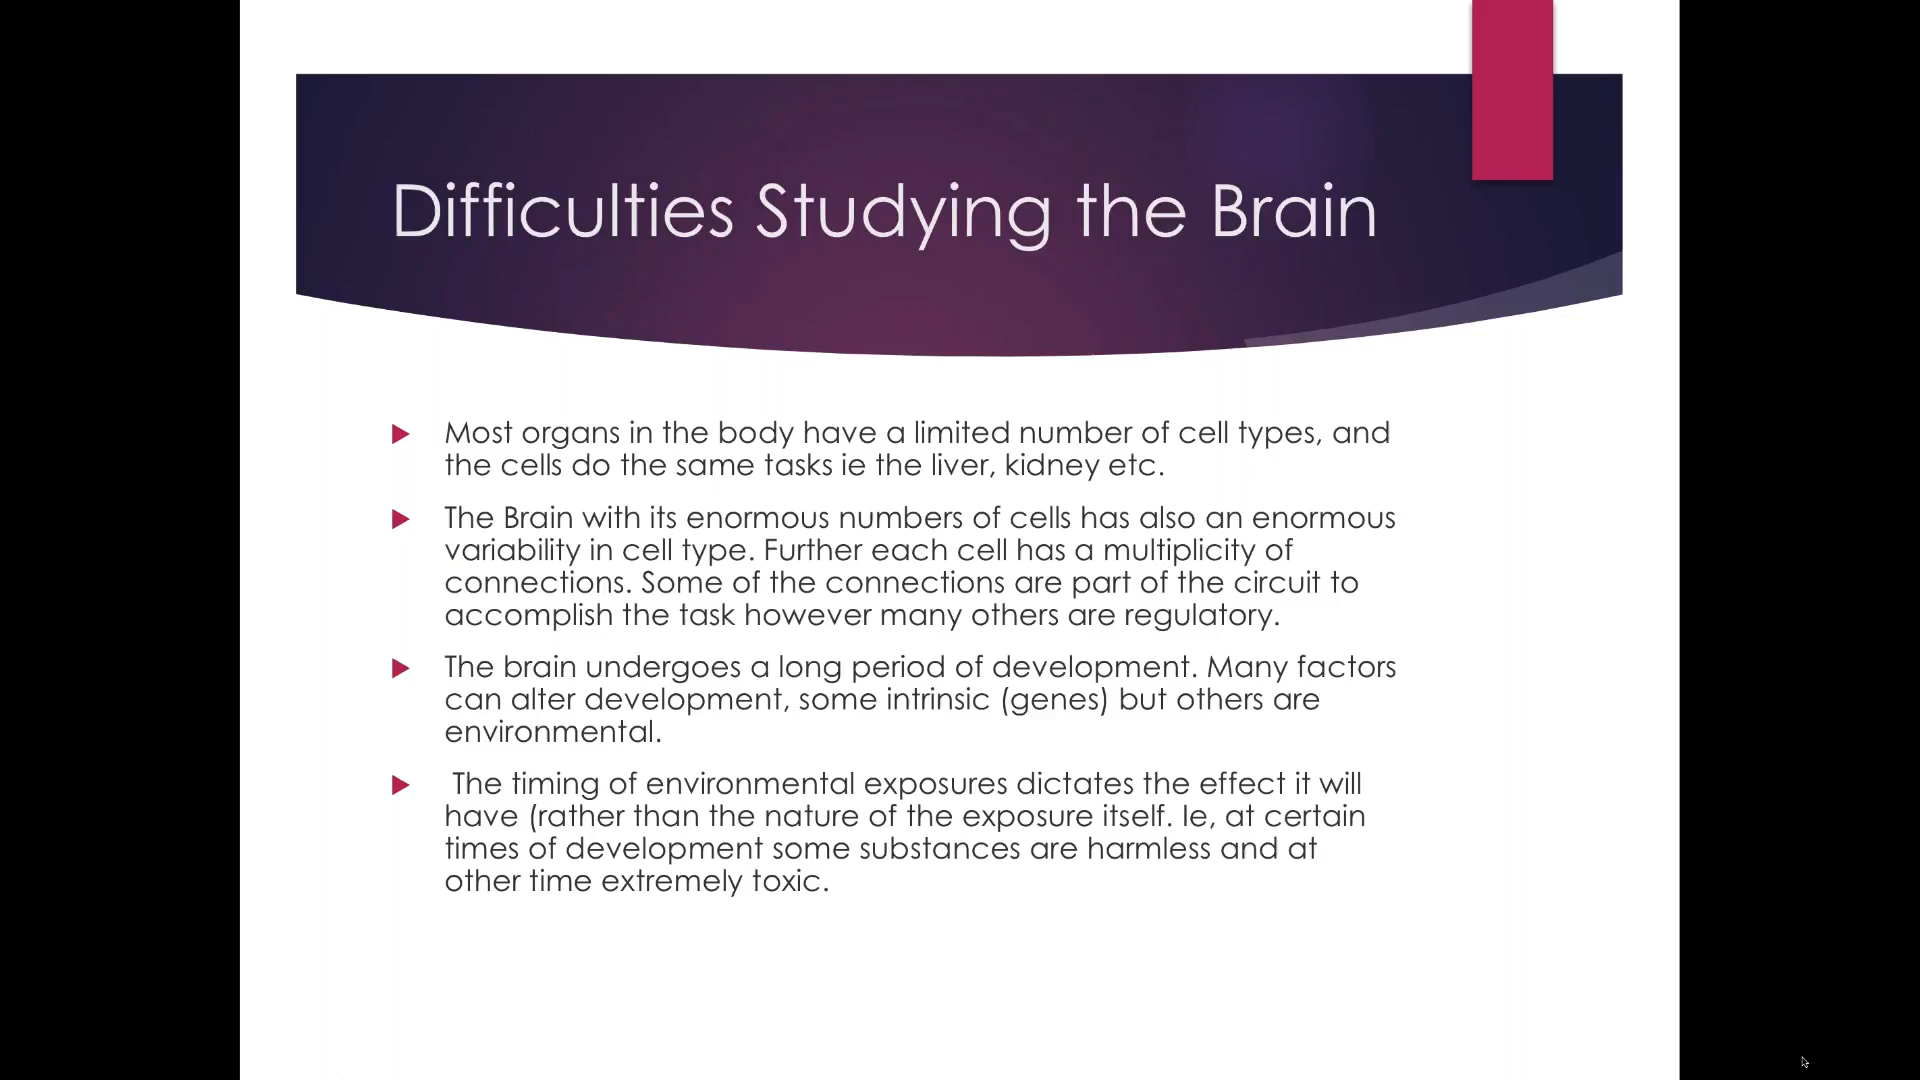 Difficulties Studying the Brain
Most organs in the body have a limited number of cell types, and
the cells do the same tasks ie the liver, kidney etc.
The Brain with its enormous numbers of cells has also an enormous
variability in cell type. Further each cell has a multiplicity of
connections. Some of the connections are part of the circuit to
accomplish the task however many others are regulatory.
The brain undergoes a long period of development. Many factors
can alter development, some intrinsic (genes) but others are
environmental.
The timing of environmental exposures dictates the effect it will
have (rather than the nature of the exposure itself. Ie, at certain
times of development some substances are harmless and at
other time extremely toxic.